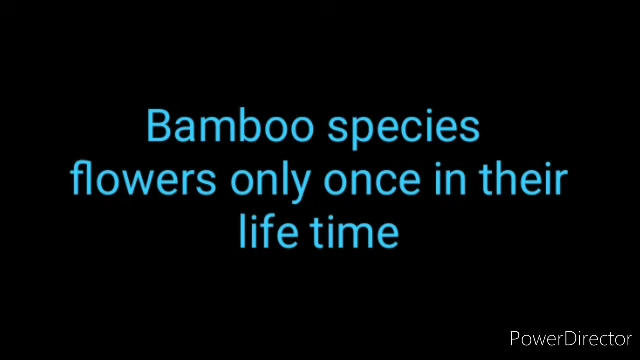 Bamboo species
flowers only once in their
life time
PowerDirector